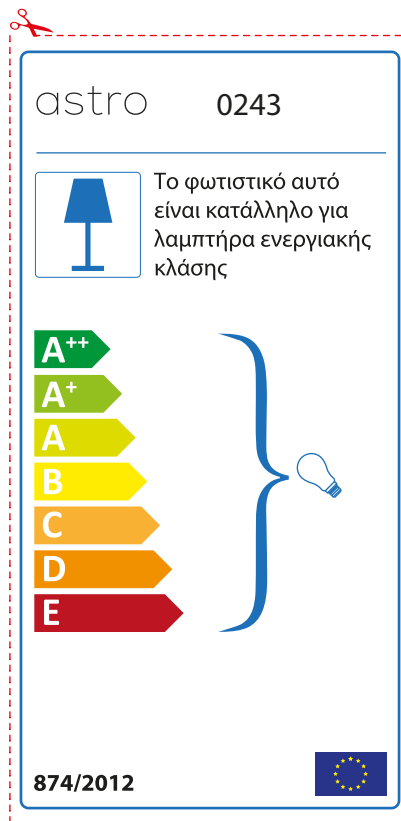 astro 0243
Το φωτιστικό αυτό
είναι κατάλληλο για
λαμπτήρα ενεργιακής
κλάσης
A++
A+
A
B
C
D
E
874/2012